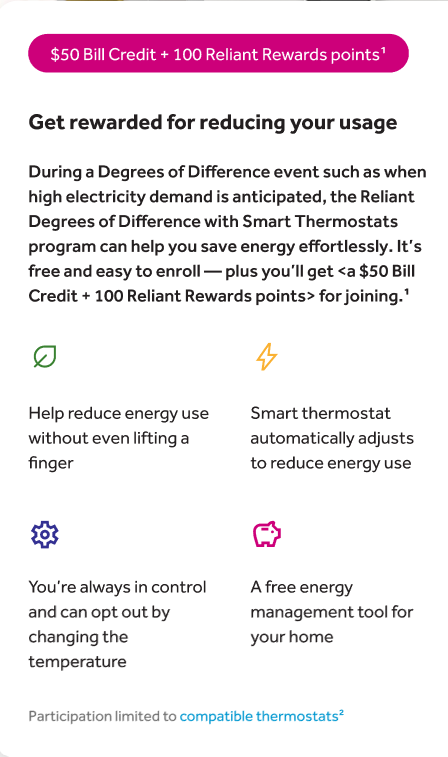 $50 Bill Credit + 100 Reliant Rewards points¹
Get rewarded for reducing your usage
During a Degrees of Difference event such as when
high electricity demand is anticipated, the Reliant
Degrees of Difference with Smart Thermostats
program can help you save energy effortlessly. It's
free and easy to enroll — plus you'll get <a $50 Bill
Credit + 100 Reliant Rewards points> for joining.¹
Help reduce energy use
without even lifting a
finger
Smart thermostat
automatically adjusts
to reduce energy use
You're always in control
and can opt out by
changing the
temperature
A free energy
management tool for
your home
Participation limited to compatible thermostats²